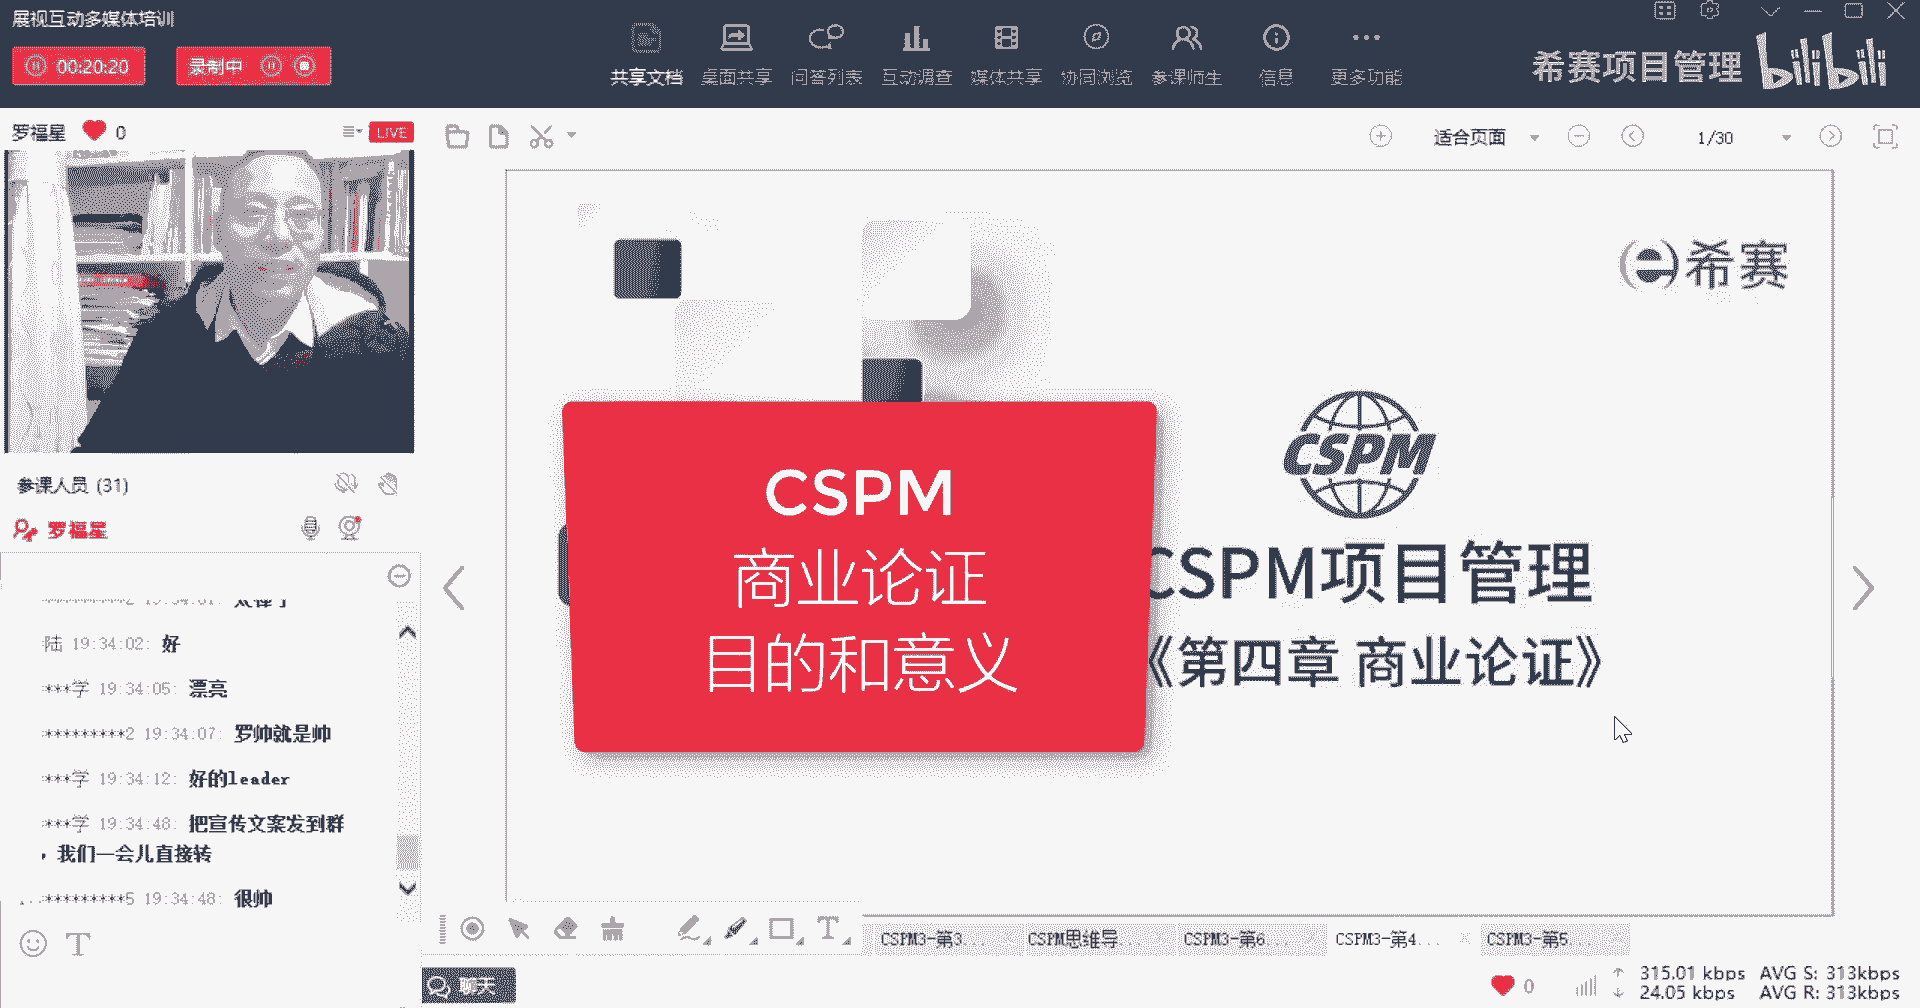 展视互动多媒体培训
00:20:20
录制中
共享文档 桌面共享 问答列表 互动调查 媒体共享 协同浏览 参课师生 信息 更多功能
希赛项目管理 bilibili
罗福星 0 LIVE
适合页面 1/30
希赛
CSPM
CSPM项目管理
《第四章 商业论证》
CSPM
商业论证
目的和意义
参课人员 (31)
罗福星
陆 19:34:02: 好
***学 19:34:05: 漂亮
*********2 19:34:07: 罗帅就是帅
***学 19:34:12: 好的leader
***学 19:34:48: 把宣传文案发到群
，我们一会儿直接转
*********5 19:34:48: 很帅
T
T
CSPM3-第3... CSPM思维导... CSPM3-第6... CSPM3-第4... CSPM3-第5...
聊天
0
315.01 kbps AVG S: 313kbps
24.05 kbps AVG R: 313kbps